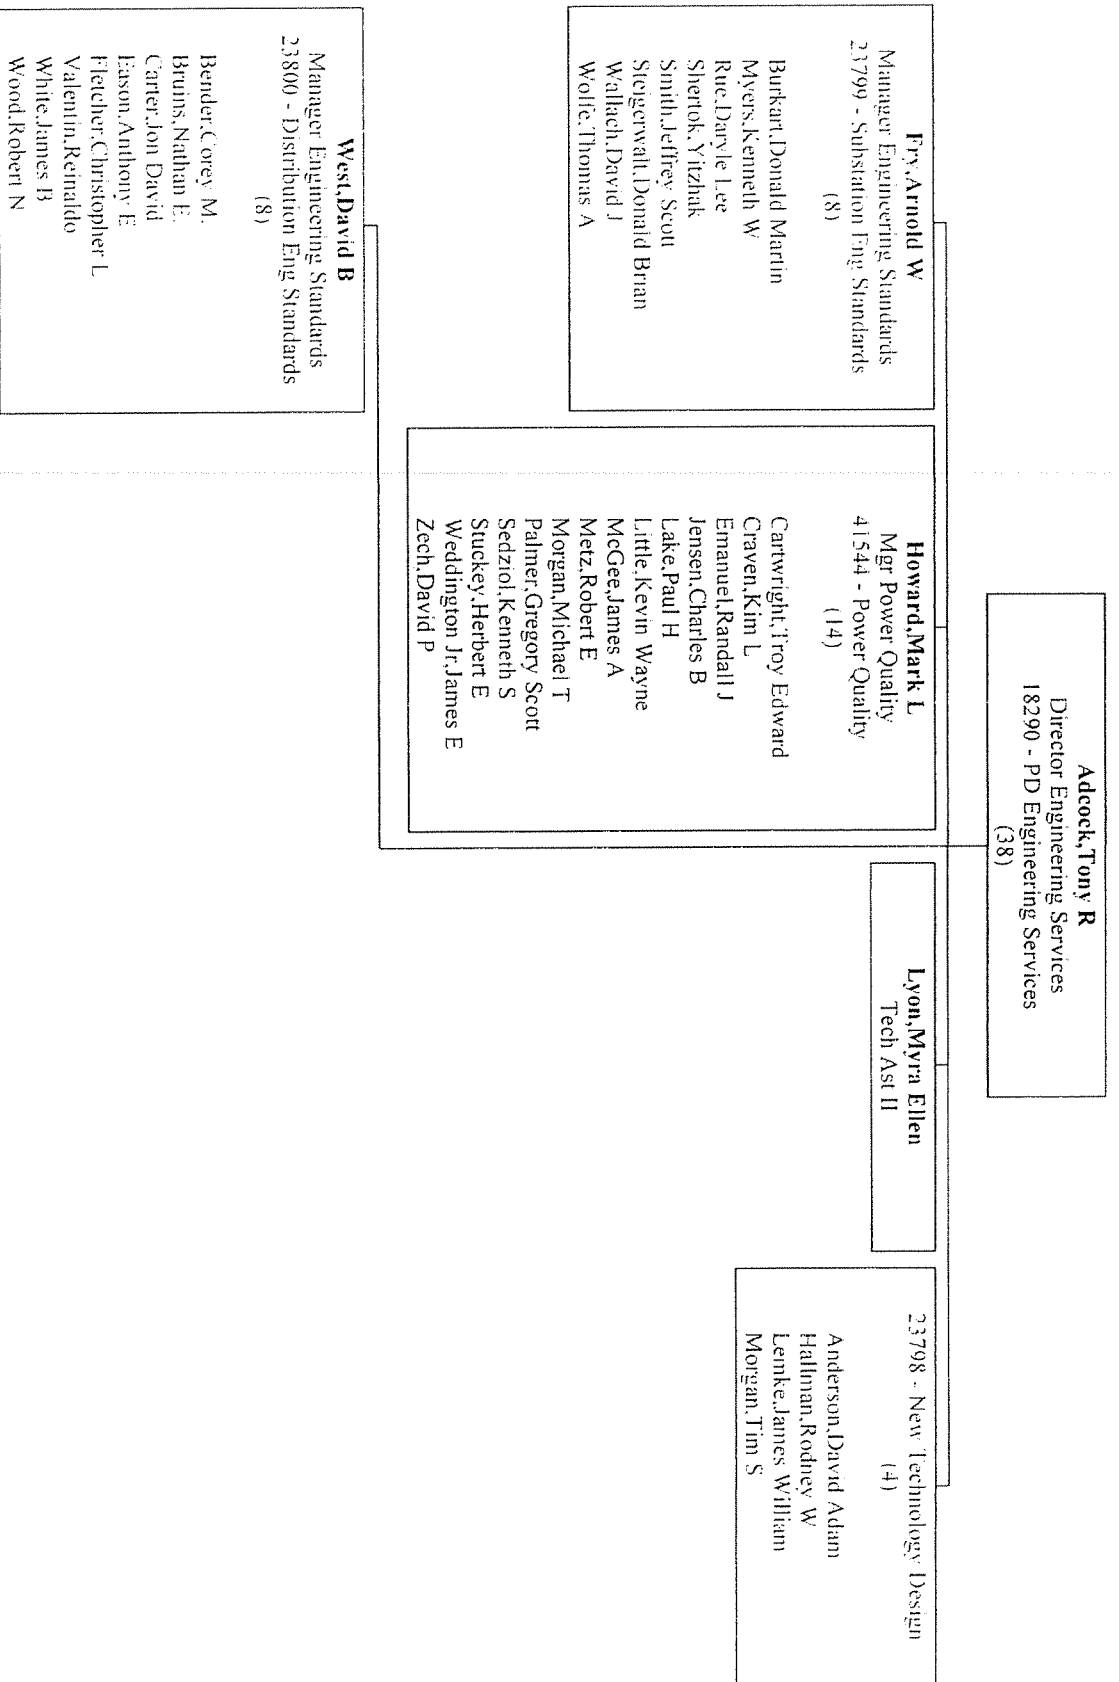 Adcock,Tony R
Director Engineering Services
18290 - PD Engineering Services
(38)
Fry,Arnold W
Manager Engineering Standards
23799 - Substation Eng Standards
(8)
Burkart,Donald Martin
Myers,Kenneth W
Rue,Daryle Lee
Shertok,Yitzhak
Smith,Jeffrey Scott
Steigerwalt,Donald Brian
Wallach,David J
Wolfe,Thomas A
Howard,Mark L
Mgr Power Quality
41544 - Power Quality
(14)
Cartwright,Troy Edward
Craven,Kim L
Emanuel,Randall J
Jensen,Charles B
Lake,Paul H
Little,Kevin Wayne
McGee,James A
Metz,Robert E
Morgan,Michael T
Palmer,Gregory Scott
Sedziol,Kenneth S
Stuckey,Herbert E
Weddington Jr,James E
Zech,David P
Lyon,Myra Ellen
Tech Ast II
23798 - New Technology Design
(4)
Anderson,David Adam
Hallman,Rodney W
Lemke,James William
Morgan,Tim S
West,David B
Manager Engineering Standards
23800 - Distribution Eng Standards
(8)
Bender,Corey M.
Bruins,Nathan E.
Carter,Jon David
Eason,Anthony E
Fletcher,Christopher L
Valentin,Reinaldo
White,James B
Wood,Robert N